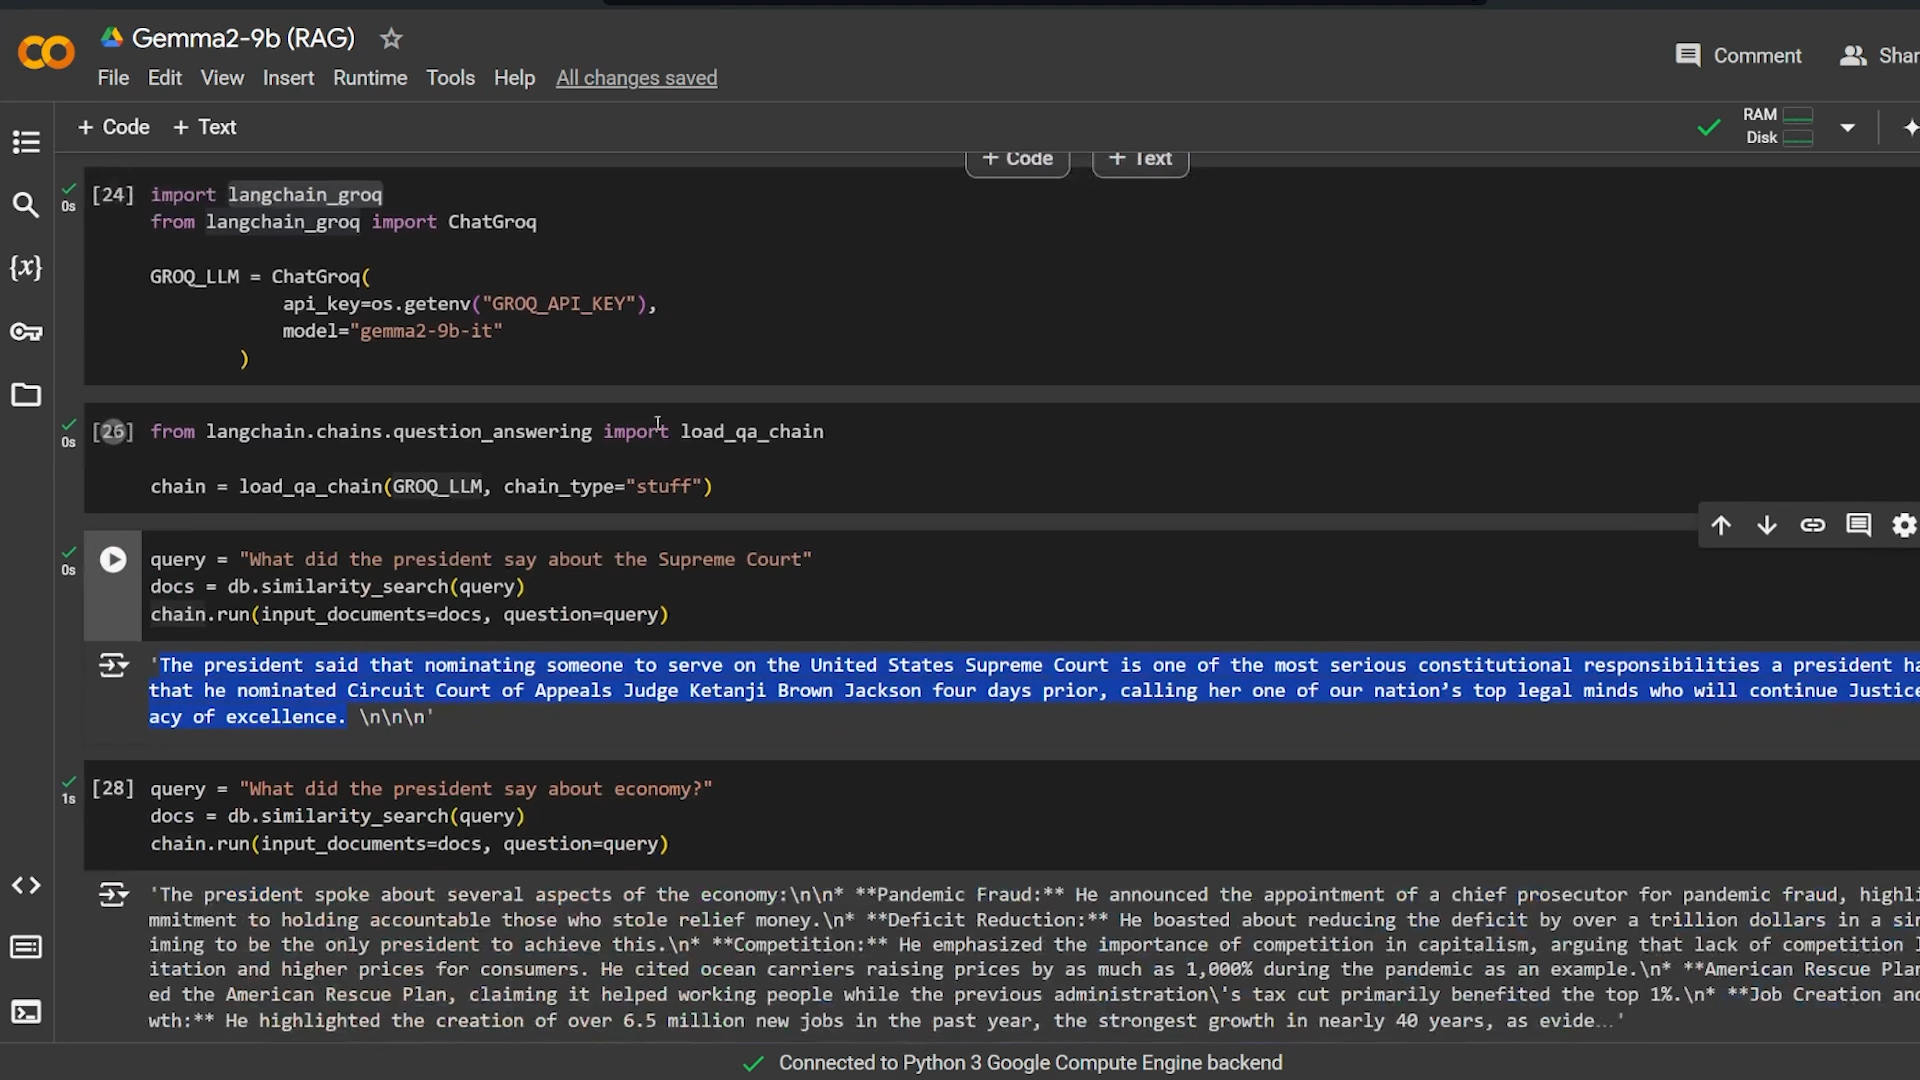 Gemma2-9b (RAG)
File Edit View Insert Runtime Tools Help All changes saved
Comment
+ Code + Text
RAM
Disk
+ Code + Text
0s
[24] import langchain_groq
from langchain_groq import ChatGroq
GROQ_LLM = ChatGroq(
api_key=os.getenv("GROQ_API_KEY"),
model="gemma2-9b-it"
)
0s
[26] from langchain.chains.question_answering import load_qa_chain
chain = load_qa_chain(GROQ_LLM, chain_type="stuff")
0s
query = "What did the president say about the Supreme Court"
docs = db.similarity_search(query)
chain.run(input_documents=docs, question=query)
'The president said that nominating someone to serve on the United States Supreme Court is one of the most serious constitutional responsibilities a president
that he nominated Circuit Court of Appeals Judge Ketanji Brown Jackson four days prior, calling her one of our nation’s top legal minds who will continue Justice
acy of excellence. \n\n\n'
1s
[28] query = "What did the president say about economy?"
docs = db.similarity_search(query)
chain.run(input_documents=docs, question=query)
'The president spoke about several aspects of the economy:\n\n* **Pandemic Fraud:** He announced the appointment of a chief prosecutor for pandemic fraud,
mmitment to holding accountable those who stole relief money.\n* **Deficit Reduction:** He boasted about reducing the deficit by over a trillion dollars in a
iming to be the only president to achieve this.\n* **Competition:** He emphasized the importance of competition in capitalism, arguing that lack of competition
itation and higher prices for consumers. He cited ocean carriers raising prices by as much as 1,000% during the pandemic as an example.\n* **American Rescue Plan
ed the American Rescue Plan, claiming it helped working people while the previous administration\'s tax cut primarily benefited the top 1%.\n* **Job Creation and
wth:** He highlighted the creation of over 6.5 million new jobs in the past year, the strongest growth in nearly 40 years, as evide…'
Connected to Python 3 Google Compute Engine backend